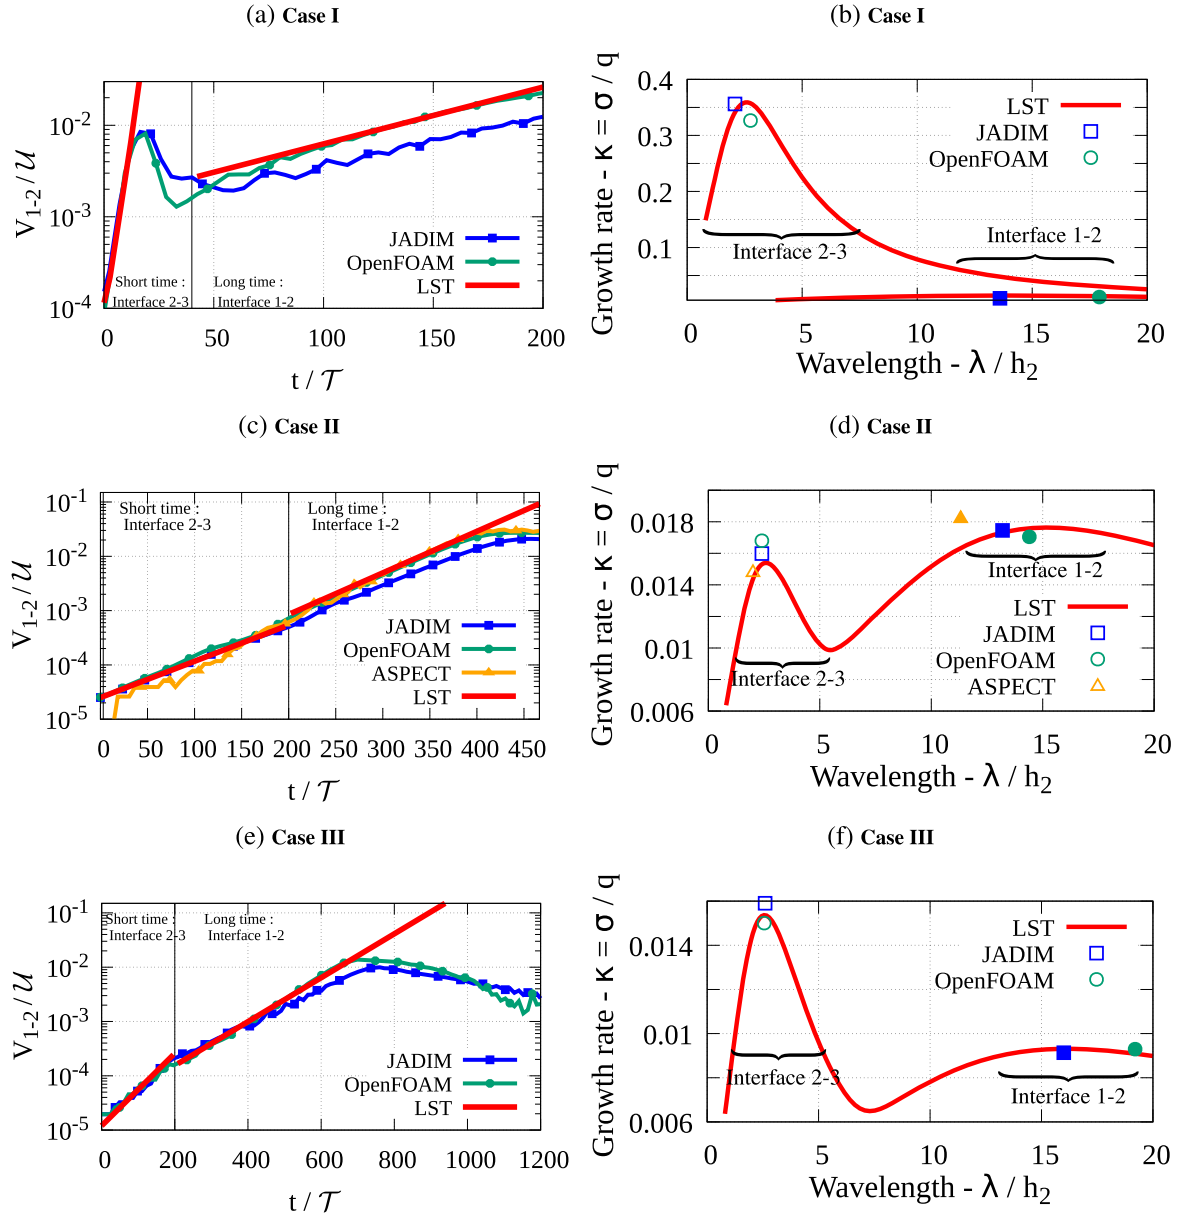 (a) Case I
V1-2 / U
10-2
10-3
10-4
JADIM
OpenFOAM
LST
Short time :
Interface 2-3
Long time :
Interface 1-2
0 50 100 150 200
t / T
(b) Case I
Growth rate - κ = σ / q
0.4
0.3
0.2
0.1
LST
JADIM
OpenFOAM
Interface 2-3
Interface 1-2
0 5 10 15 20
Wavelength - λ / h2
(c) Case II
V1-2 / U
10-1
10-2
10-3
10-4
10-5
Short time :
Interface 2-3
Long time :
Interface 1-2
JADIM
OpenFOAM
ASPECT
LST
0 50 100 150 200 250 300 350 400 450
t / T
(d) Case II
Growth rate - κ = σ / q
0.018
0.014
0.01
0.006
Interface 1-2
Interface 2-3
LST
JADIM
OpenFOAM
ASPECT
0 5 10 15 20
Wavelength - λ / h2
(e) Case III
V1-2 / U
10-1
10-2
10-3
10-4
10-5
Short time :
Interface 2-3
Long time :
Interface 1-2
JADIM
OpenFOAM
LST
0 200 400 600 800 1000 1200
t / T
(f) Case III
Growth rate - κ = σ / q
0.014
0.01
0.006
LST
JADIM
OpenFOAM
Interface 2-3
Interface 1-2
0 5 10 15 20
Wavelength - λ / h2